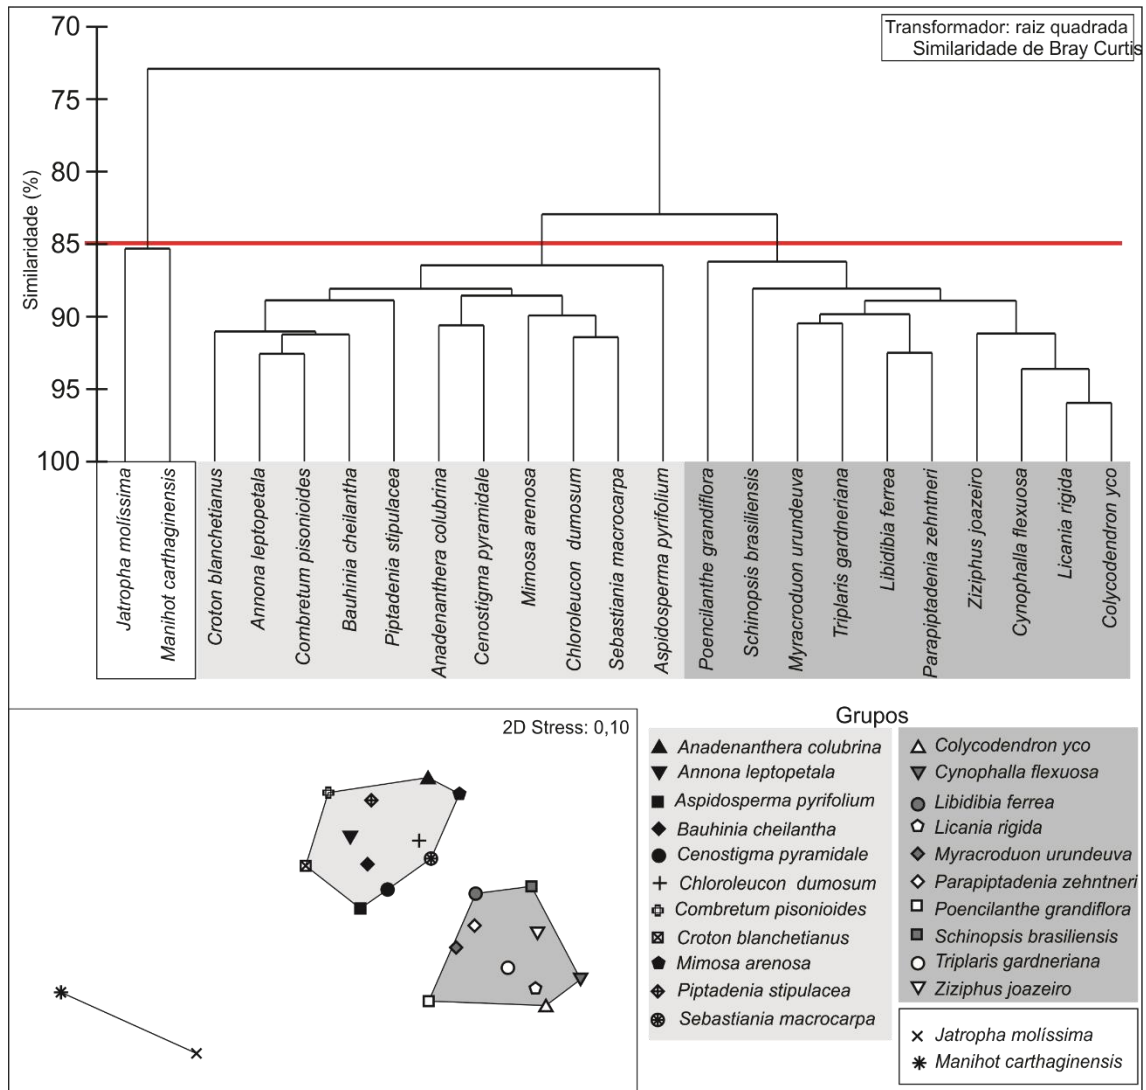 Transformador: raiz quadrada
Similaridade de Bray Curtis
Similaridade (%)
70
75
80
85
90
95
100
Jatropha molíssima
Manihot carthaginensis
Croton blanchetianus
Annona leptopetala
Combretum pisonioides
Bauhinia cheilantha
Piptadenia stipulacea
Anadenanthera colubrina
Cenostigma pyramidale
Mimosa arenosa
Chloroleucon dumosum
Sebastiania macrocarpa
Aspidosperma pyrifolium
Poencilanthe grandiflora
Schinopsis brasiliensis
Myracroduon urundeuva
Triplaris gardneriana
Libidibia ferrea
Parapiptadenia zehntneri
Ziziphus joazeiro
Cynophalla flexuosa
Licania rigida
Colycodendron yco
2D Stress: 0,10
Grupos
Anadenanthera colubrina
Annona leptopetala
Aspidosperma pyrifolium
Bauhinia cheilantha
Cenostigma pyramidale
Chloroleucon dumosum
Combretum pisonioides
Croton blanchetianus
Mimosa arenosa
Piptadenia stipulacea
Sebastiania macrocarpa
Colycodendron yco
Cynophalla flexuosa
Libidibia ferrea
Licania rigida
Myracroduon urundeuva
Parapiptadenia zehntneri
Poencilanthe grandiflora
Schinopsis brasiliensis
Triplaris gardneriana
Ziziphus joazeiro
Jatropha molíssima
Manihot carthaginensis